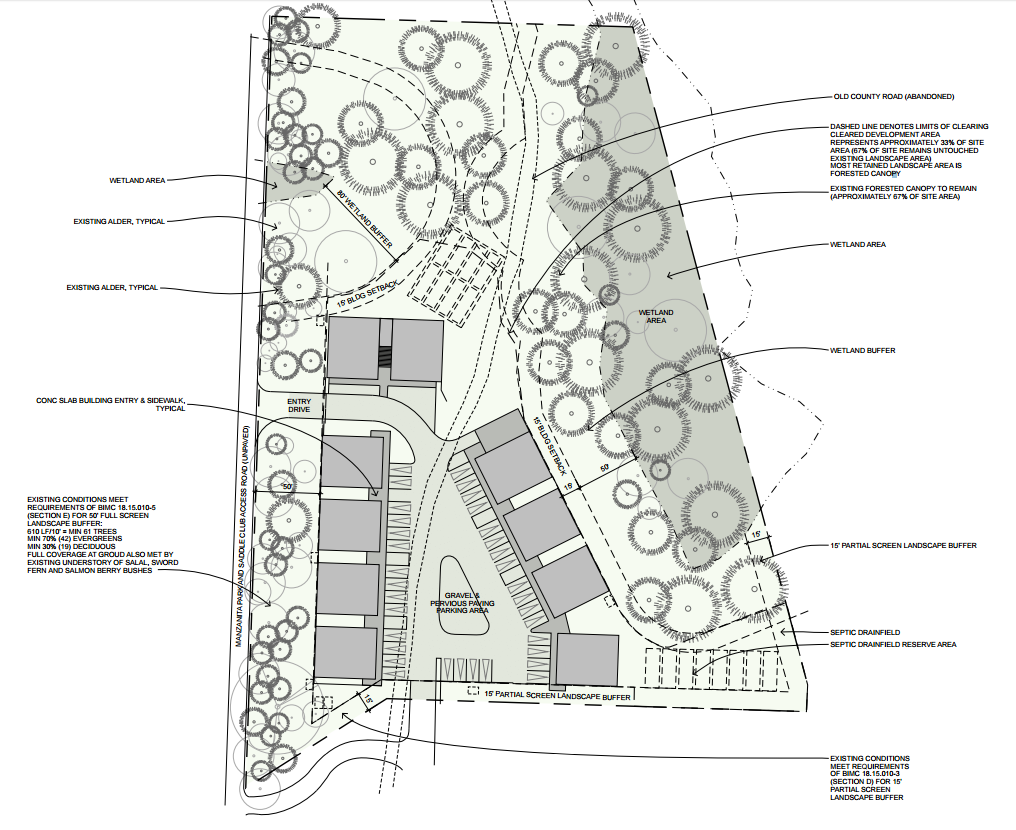 OLD COUNTY ROAD (ABANDONED)
DASHED LINE DENOTES LIMITS OF CLEARING
CLEARED DEVELOPMENT AREA
REPRESENTS APPROXIMATELY 33% OF SITE
AREA (67% OF SITE REMAINS UNTOUCHED
EXISTING LANDSCAPE AREA)
MOST RETAINED LANDSCAPE AREA IS
FORESTED CANOPY
EXISTING FORESTED CANOPY TO REMAIN
(APPROXIMATELY 67% OF SITE AREA)
WETLAND AREA
80' WETLAND BUFFER
EXISTING ALDER, TYPICAL
WETLAND AREA
EXISTING ALDER, TYPICAL
15' BLDG SETBACK
WETLAND
AREA
WETLAND BUFFER
CONC SLAB BUILDING ENTRY & SIDEWALK,
TYPICAL
ENTRY
DRIVE
15' BLDG SETBACK
50'
15'
50'
MANZANITA PARK AND SADDLE CLUB ACCESS ROAD (UNPAVED)
EXISTING CONDITIONS MEET
REQUIREMENTS OF BIMC 18.15.010-5
(SECTION E) FOR 50' FULL SCREEN
LANDSCAPE BUFFER:
610 LF/10' = MIN 61 TREES
MIN 70% (42) EVERGREENS
MIN 30% (19) DECIDUOUS
FULL COVERAGE AT GROUD ALSO MET BY
EXISTING UNDERSTORY OF SALAL, SWORD
FERN AND SALMON BERRY BUSHES
15'
15' PARTIAL SCREEN LANDSCAPE BUFFER
GRAVEL &
PERVIOUS PAVING
PARKING AREA
SEPTIC DRAINFIELD
SEPTIC DRAINFIELD RESERVE AREA
15' PARTIAL SCREEN LANDSCAPE BUFFER
15'
EXISTING CONDITIONS
MEET REQUIREMENTS
OF BIMC 18.15.010-3
(SECTION D) FOR 15'
PARTIAL SCREEN
LANDSCAPE BUFFER